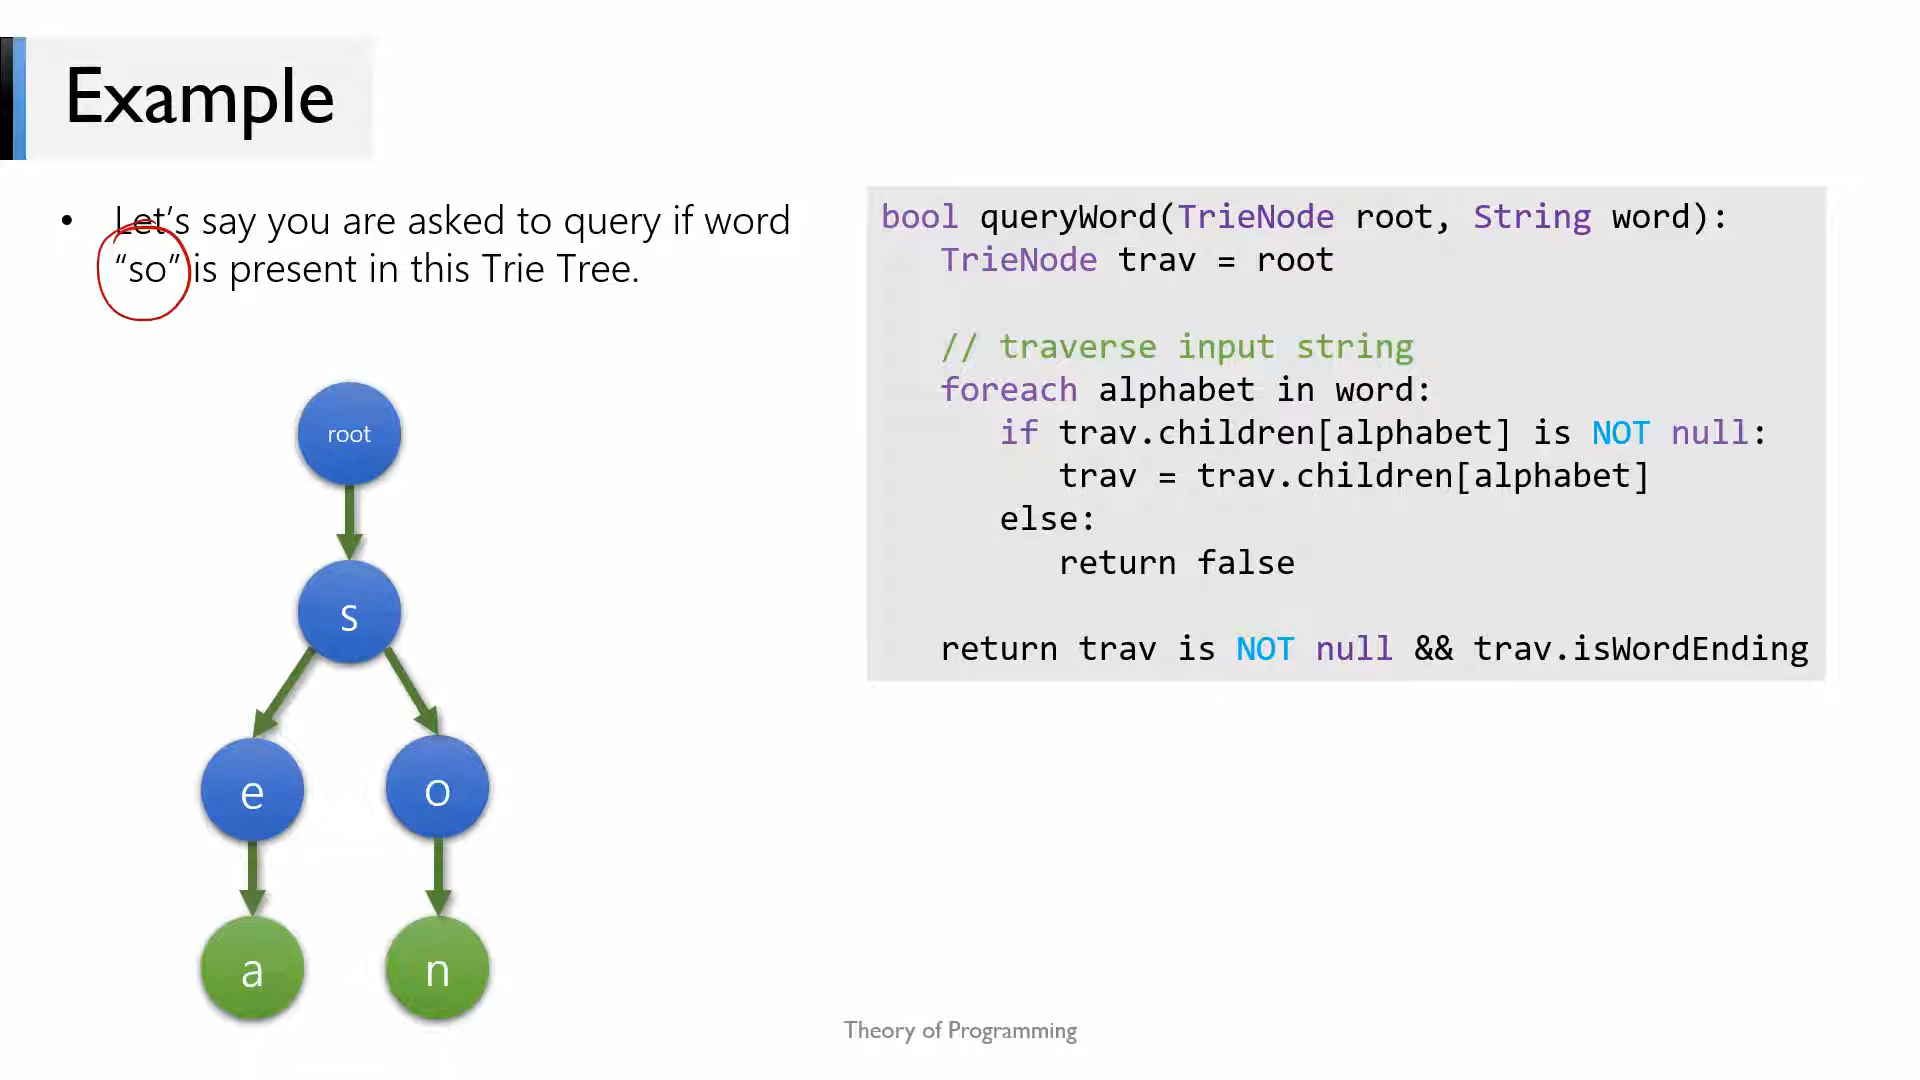 Example
• Let's say you are asked to query if word
“so” is present in this Trie Tree.
root
s
e
o
a
n
bool queryWord(TrieNode root, String word):
TrieNode trav = root
// traverse input string
foreach alphabet in word:
if trav.children[alphabet] is NOT null:
trav = trav.children[alphabet]
else:
return false
return trav is NOT null && trav.isWordEnding
Theory of Programming